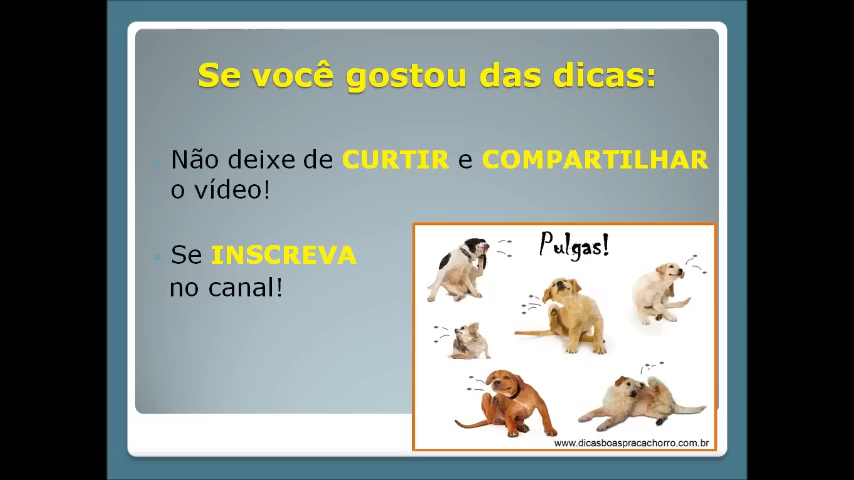 Se você gostou das dicas:
Não deixe de CURTIR e COMPARTILHAR
o vídeo!
Se INSCREVA
no canal!
Pulgas!
www.dicasboaspracachorro.com.br